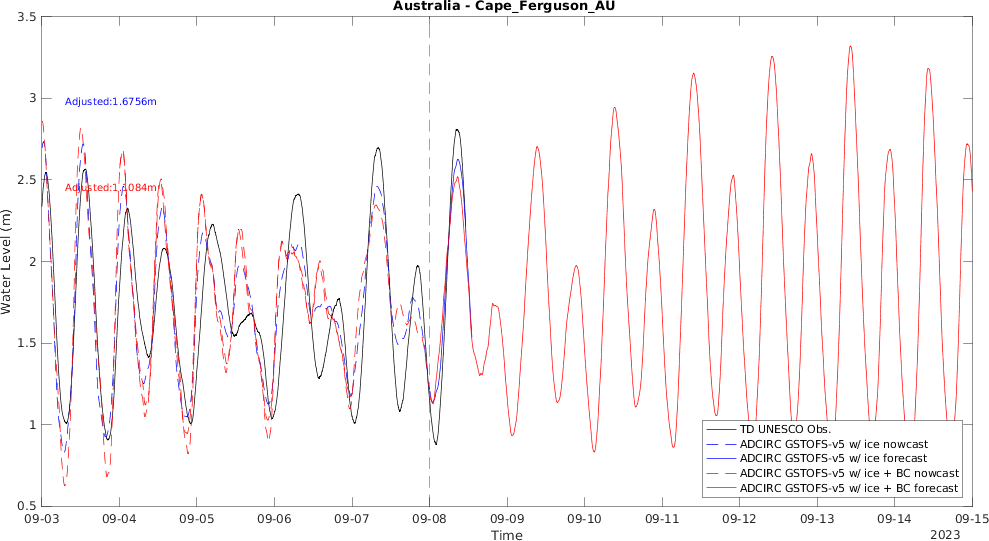 Australia - Cape_Ferguson_AU
3.5
3
2.5
2
1.5
1
0.5
Water Level (m)
Adjusted:1.6756m
Adjusted:1.1084m
TD UNESCO Obs.
ADCIRC GSTOFS-v5 w/ ice nowcast
ADCIRC GSTOFS-v5 w/ ice forecast
ADCIRC GSTOFS-v5 w/ ice + BC nowcast
ADCIRC GSTOFS-v5 w/ ice + BC forecast
09-03 09-04 09-05 09-06 09-07 09-08 09-09 09-10 09-11 09-12 09-13 09-14 09-15
Time
2023